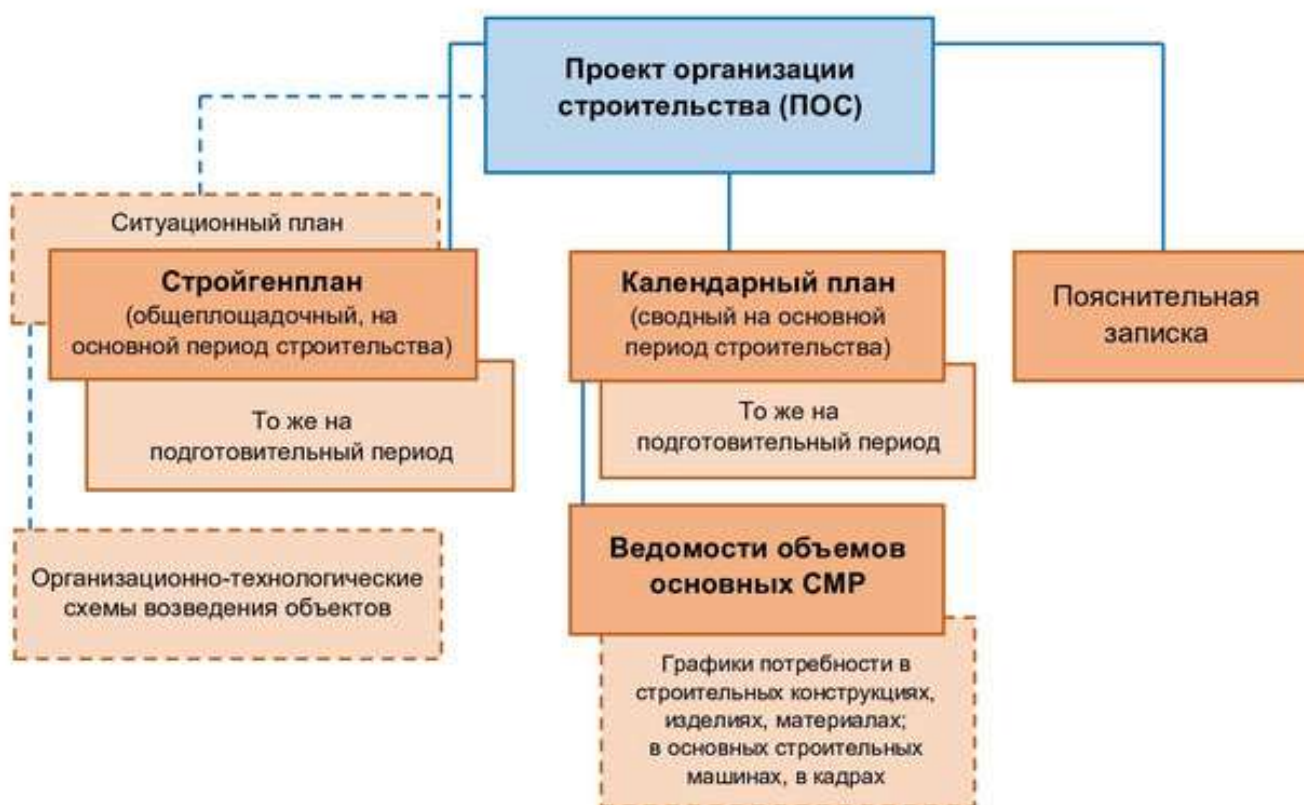 Проект организации
строительства (ПОС)
Ситуационный план
Стройгенплан
(общеплощадочный, на
основной период строительства)
То же на
подготовительный период
Организационно-технологические
схемы возведения объектов
Календарный план
(сводный на основной
период строительства)
То же на
подготовительный период
Ведомости объемов
основных СМР
Графики потребности в
строительных конструкциях,
изделиях, материалах;
в основных строительных
машинах, в кадрах
Пояснительная
записка